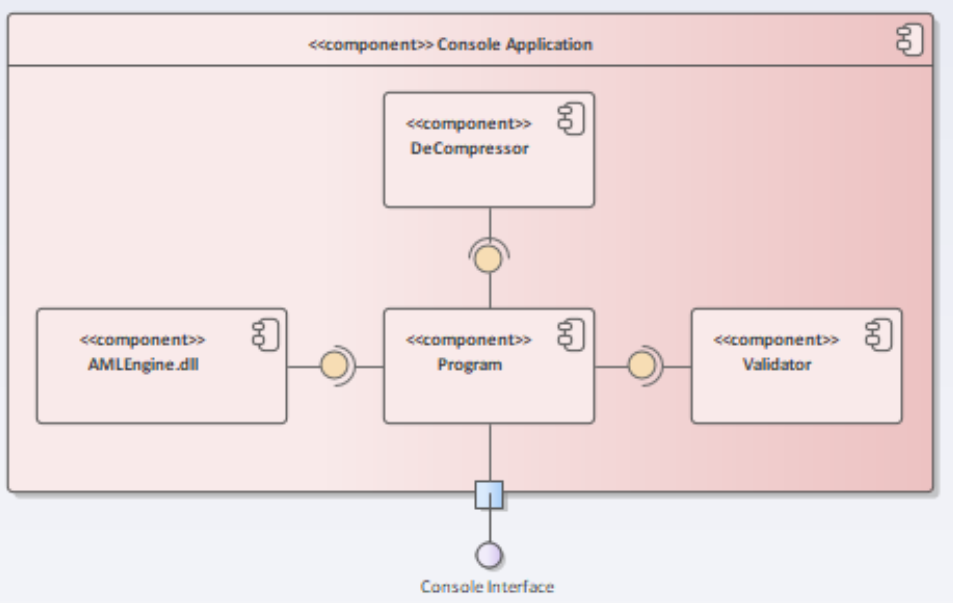 <<component>> Console Application
<<component>>
DeCompressor
<<component>>
AMLEngine.dll
<<component>>
Program
<<component>>
Validator
Console Interface